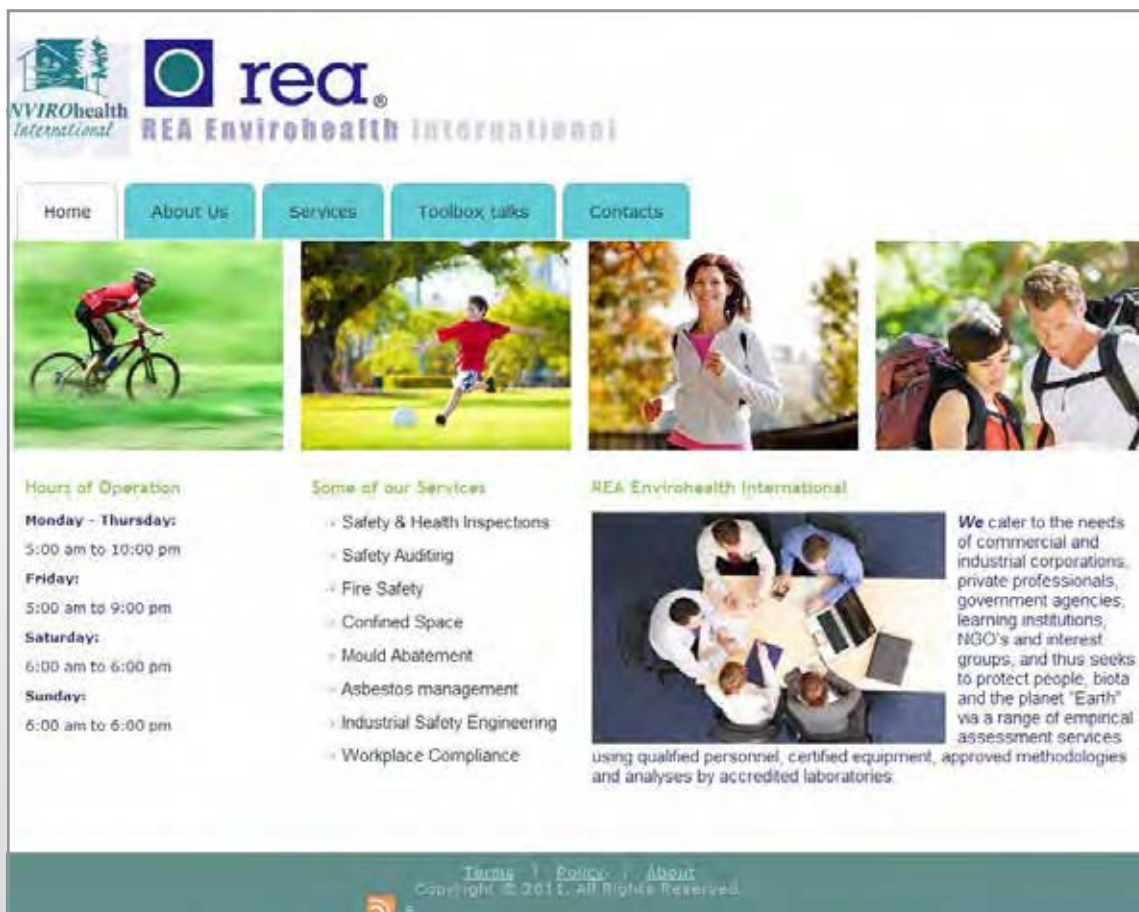 NVIROhealth
International
rea®
REA Envirohealth International
Home
About Us
Services
Toolbox talks
Contacts
Hours of Operation
Monday - Thursday:
5:00 am to 10:00 pm
Friday:
5:00 am to 9:00 pm
Saturday:
6:00 am to 6:00 pm
Sunday:
6:00 am to 6:00 pm
Some of our Services
Safety & Health Inspections
Safety Auditing
Fire Safety
Confined Space
Mould Abatement
Asbestos management
Industrial Safety Engineering
Workplace Compliance
REA Envirohealth International
We cater to the needs
of commercial and
industrial corporations,
private professionals,
government agencies,
learning institutions,
NGO's and interest
groups, and thus seeks
to protect people, biota
and the planet "Earth"
via a range of empirical
assessment services
using qualified personnel, certified equipment, approved methodologies
and analyses by accredited laboratories.
Terms | Policy | About
Copyright © 2011. All Rights Reserved.